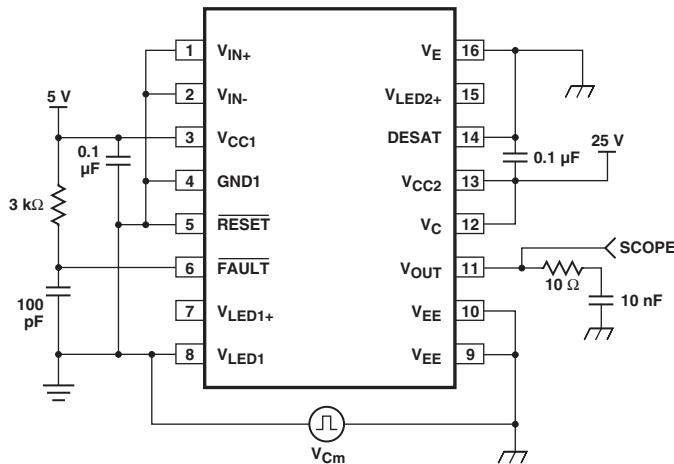 1 V_IN+
2 V_IN-
3 V_CC1
4 GND1
5 RESET
6 FAULT
7 V_LED1+
8 V_LED1
V_E 16
V_LED2+ 15
DESAT 14
V_CC2 13
V_C 12
V_OUT 11
V_EE 10
V_EE 9
5 V
0.1
µF
3 kΩ
100
pF
25 V
0.1 µF
SCOPE
10 Ω
10 nF
V_Cm